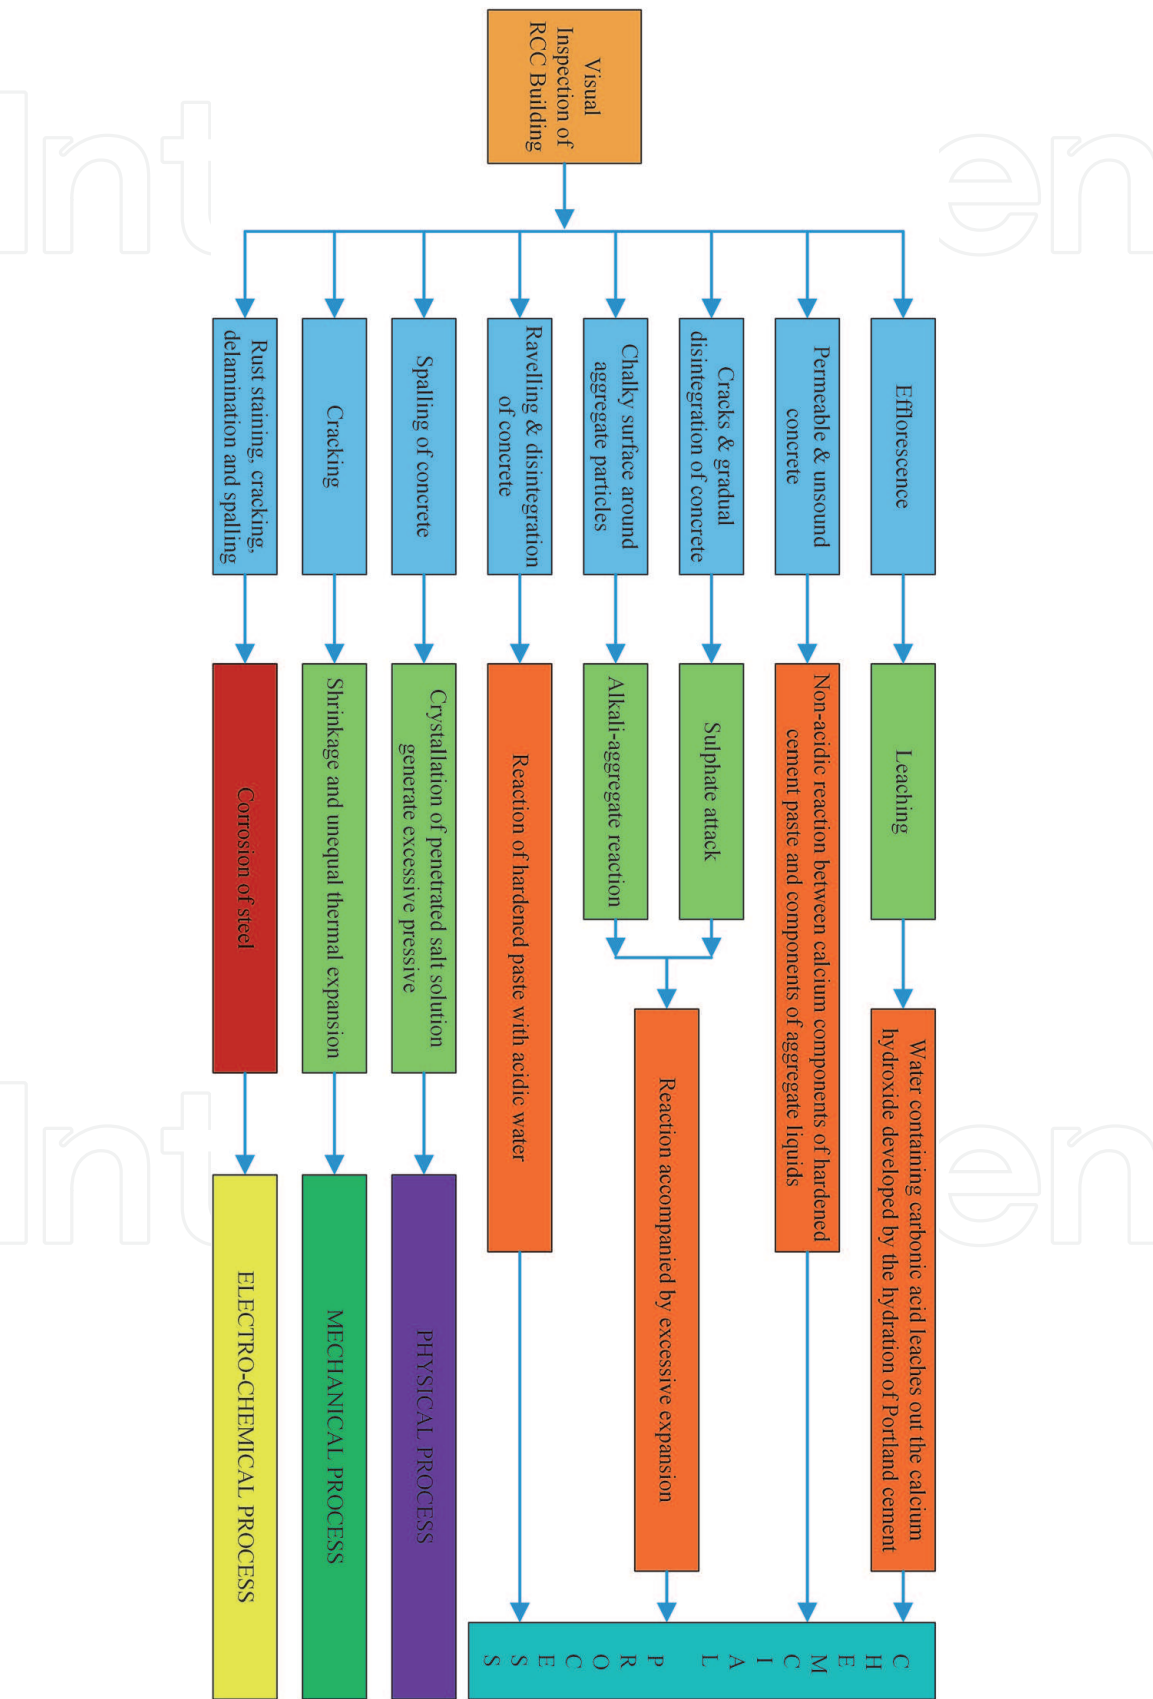 Visual
Inspection of
RCC Building
Efflorescence
Permeable & unsound
concrete
Cracks & gradual
disintegration of concrete
Chalky surface around
aggregate particles
Ravelling & disintegration
of concrete
Spalling of concrete
Cracking
Rust staining, cracking,
delamination and spalling
Leaching
Non-acidic reaction between calcium components of hardened
cement paste and components of aggregate liquids
Sulphate attack
Alkali-aggregate reaction
Reaction of hardened paste with acidic water
Crystallation of penetrated salt solution
generate excessive pressive
Shrinkage and unequal thermal expansion
Corrosion of steel
Water containing carbonic acid leaches out the calcium
hydroxide developed by the hydration of Portland cement
Reaction accompanied by excessive expansion
CHEMICAL PROCESS
PHYSICAL PROCESS
MECHANICAL PROCESS
ELECTRO-CHEMICAL PROCESS
Int
en
Int
en